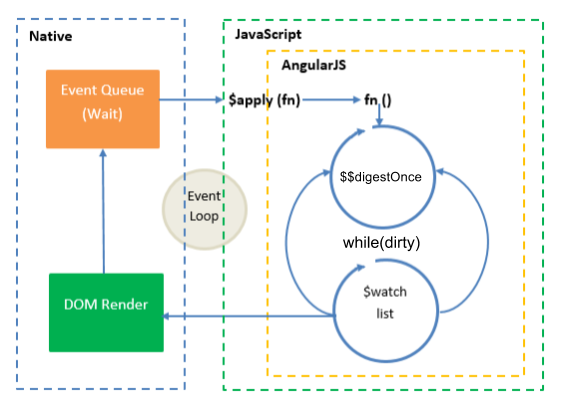 Native
JavaScript
AngularJS
Event Queue
(Wait)
$apply (fn)
fn ()
$$digestOnce
Event
Loop
while(dirty)
$watch
list
DOM Render